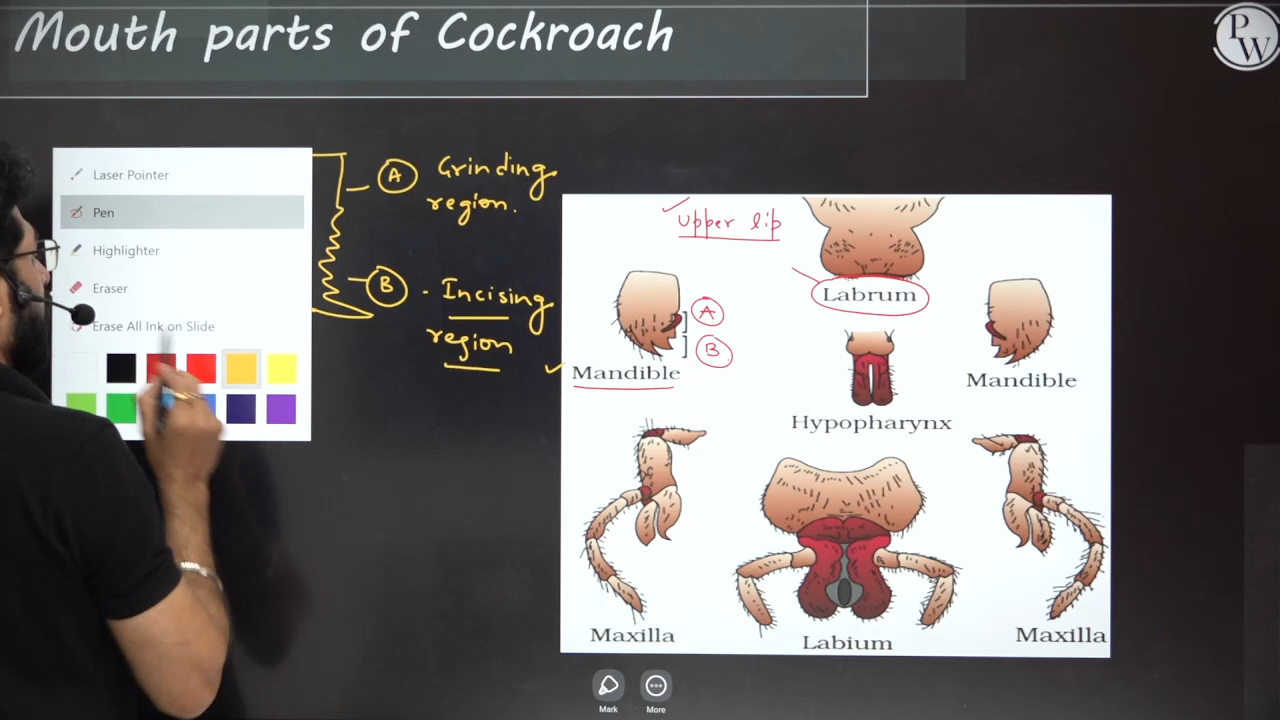 Mouth parts of Cockroach
PW
Laser Pointer
Pen
Highlighter
Eraser
Erase All Ink on Slide
A Grinding
region.
B - Incising
region
upper lip
Labrum
A
B
Mandible
Mandible
Hypopharynx
Maxilla
Labium
Maxilla
Mark
More